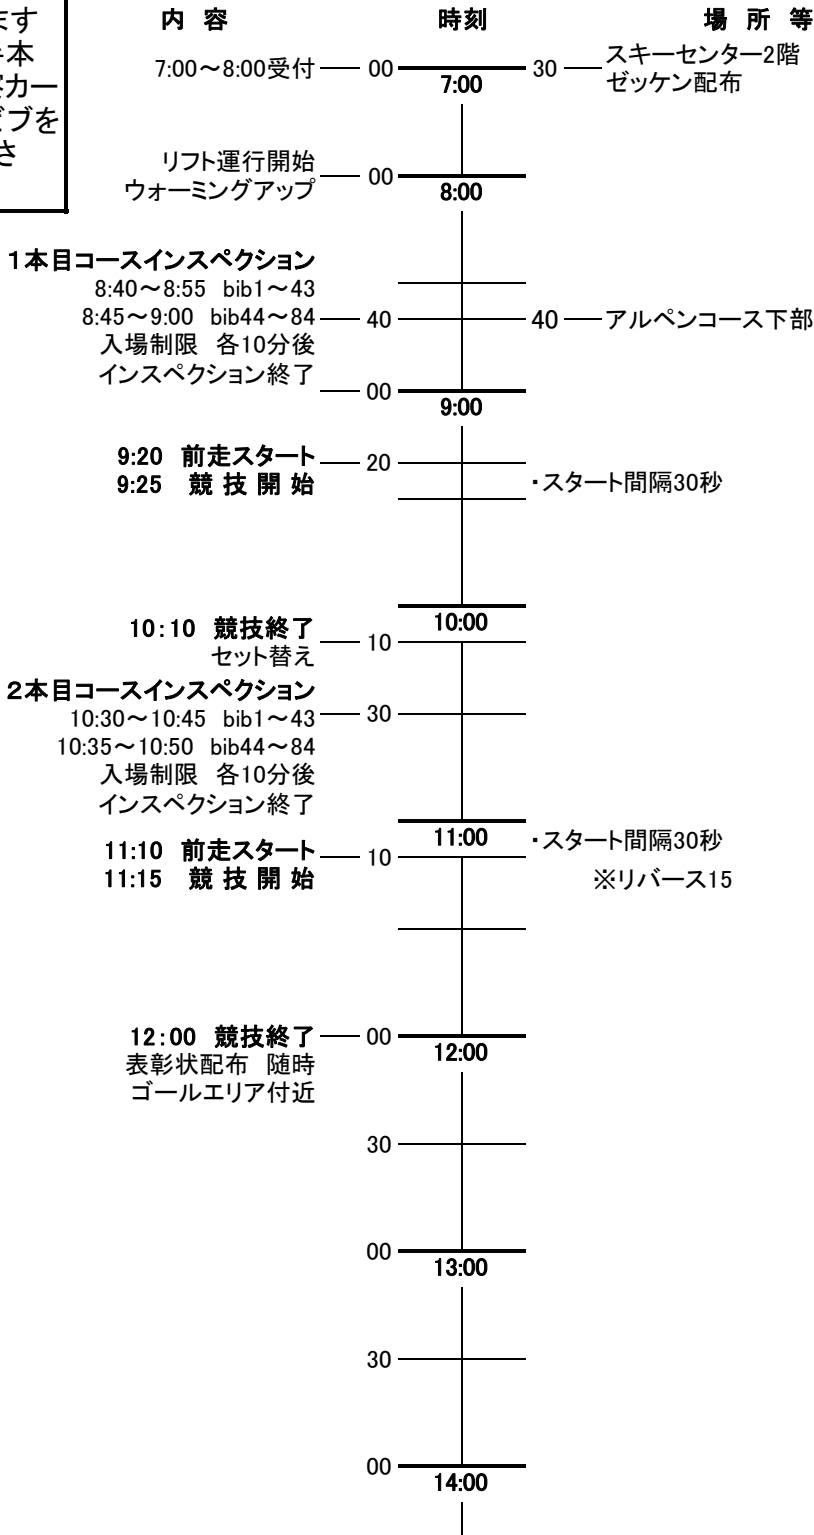 ます
本
カー
ブを
さ
内 容 時刻 場 所 等
7:00～8:00受付 00 7:00 30 スキーセンター2階
ゼッケン配布
リフト運行開始
ウォーミングアップ 00 8:00
1本目コースインスペクション
8:40～8:55 bib1～43
8:45～9:00 bib44～84 40 40 アルペンコース下部
入場制限 各10分後
インスペクション終了 00
9:00
9:20 前走スタート 20
9:25 競 技 開 始 ・スタート間隔30秒
10:00
10:10 競技終了 10
セット替え
2本目コースインスペクション
10:30～10:45 bib1～43 30
10:35～10:50 bib44～84
入場制限 各10分後
インスペクション終了
11:00 ・スタート間隔30秒
11:10 前走スタート 10
11:15 競 技 開 始 ※リバース15
12:00 競技終了 00
12:00
表彰状配布 随時
ゴールエリア付近
30
00
13:00
30
00
14:00